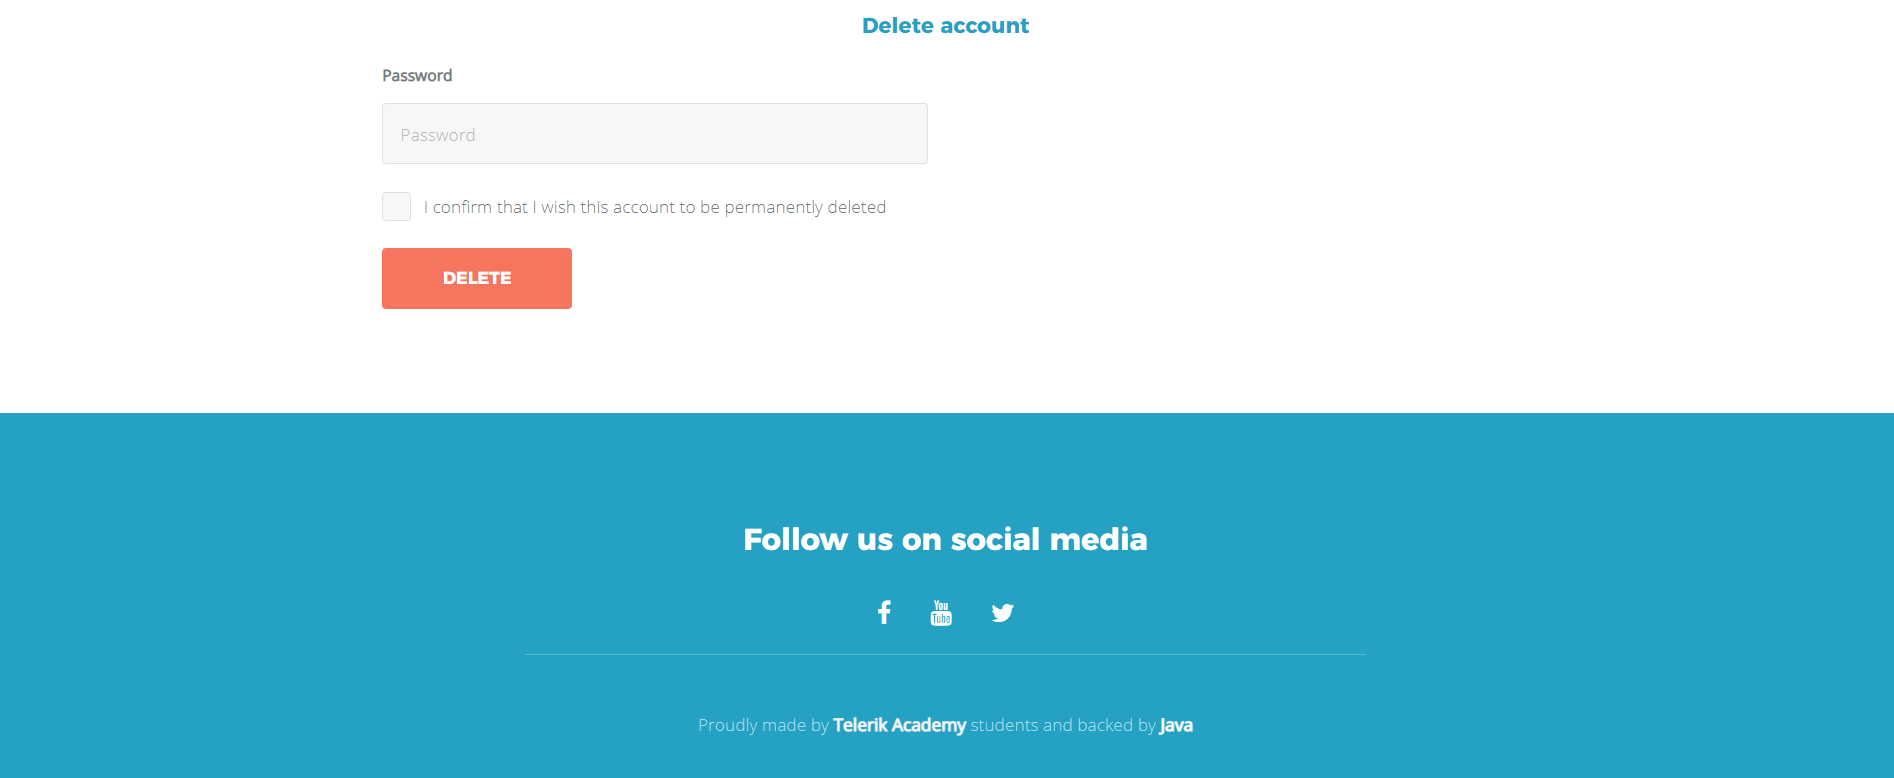 Delete account
Password
Password
I confirm that I wish this account to be permanently deleted
DELETE
Follow us on social media
You
Tube
Proudly made by Telerik Academy students and backed by Java